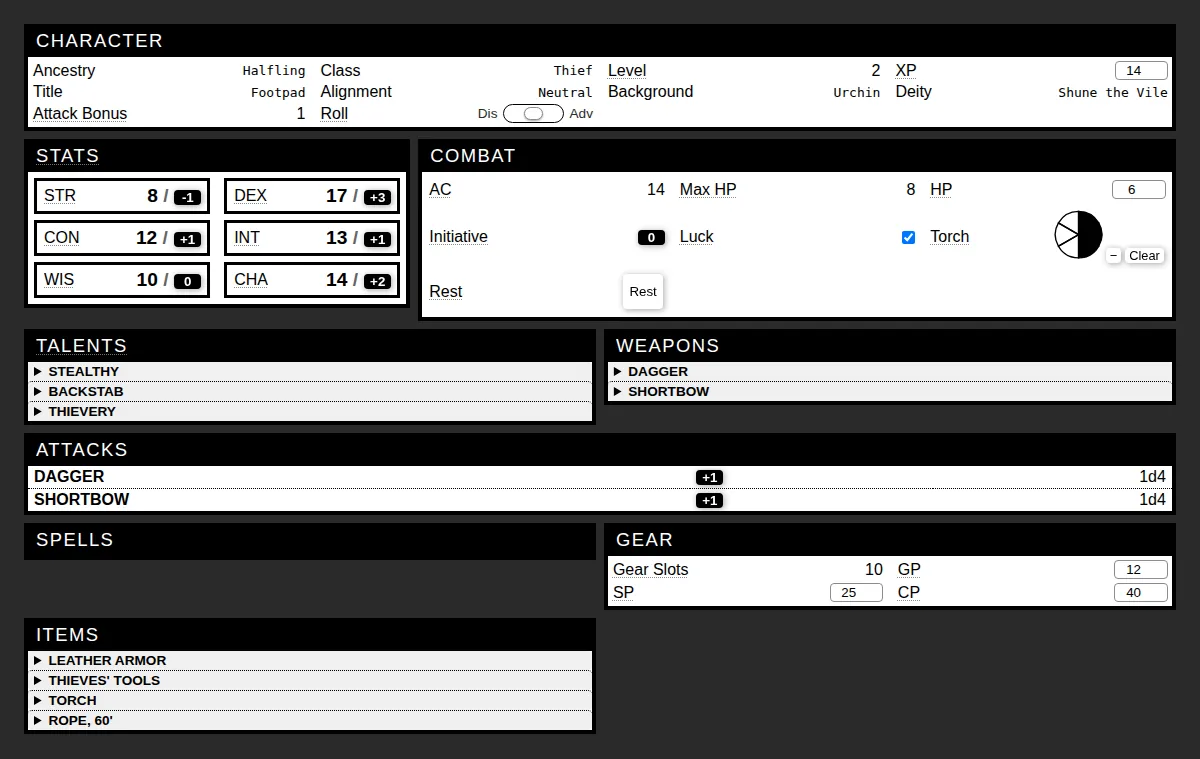 CHARACTER
Ancestry Halfling Class Thief Level 2 XP 14
Title Footpad Alignment Neutral Background Urchin Deity Shune the Vile
Attack Bonus 1 Roll Dis Adv
STATS
STR 8 / -1 DEX 17 / +3
CON 12 / +1 INT 13 / +1
WIS 10 / 0 CHA 14 / +2
COMBAT
AC 14 Max HP 8 HP 6
Initiative 0 Luck Torch − Clear
Rest Rest
TALENTS
STEALTHY
BACKSTAB
THIEVERY
WEAPONS
DAGGER
SHORTBOW
ATTACKS
DAGGER +1 1d4
SHORTBOW +1 1d4
SPELLS
GEAR
Gear Slots 10 GP 12
SP 25 CP 40
ITEMS
LEATHER ARMOR
THIEVES' TOOLS
TORCH
ROPE, 60'